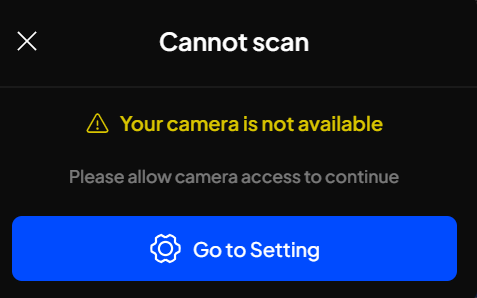 Cannot scan
Your camera is not available
Please allow camera access to continue
Go to Setting